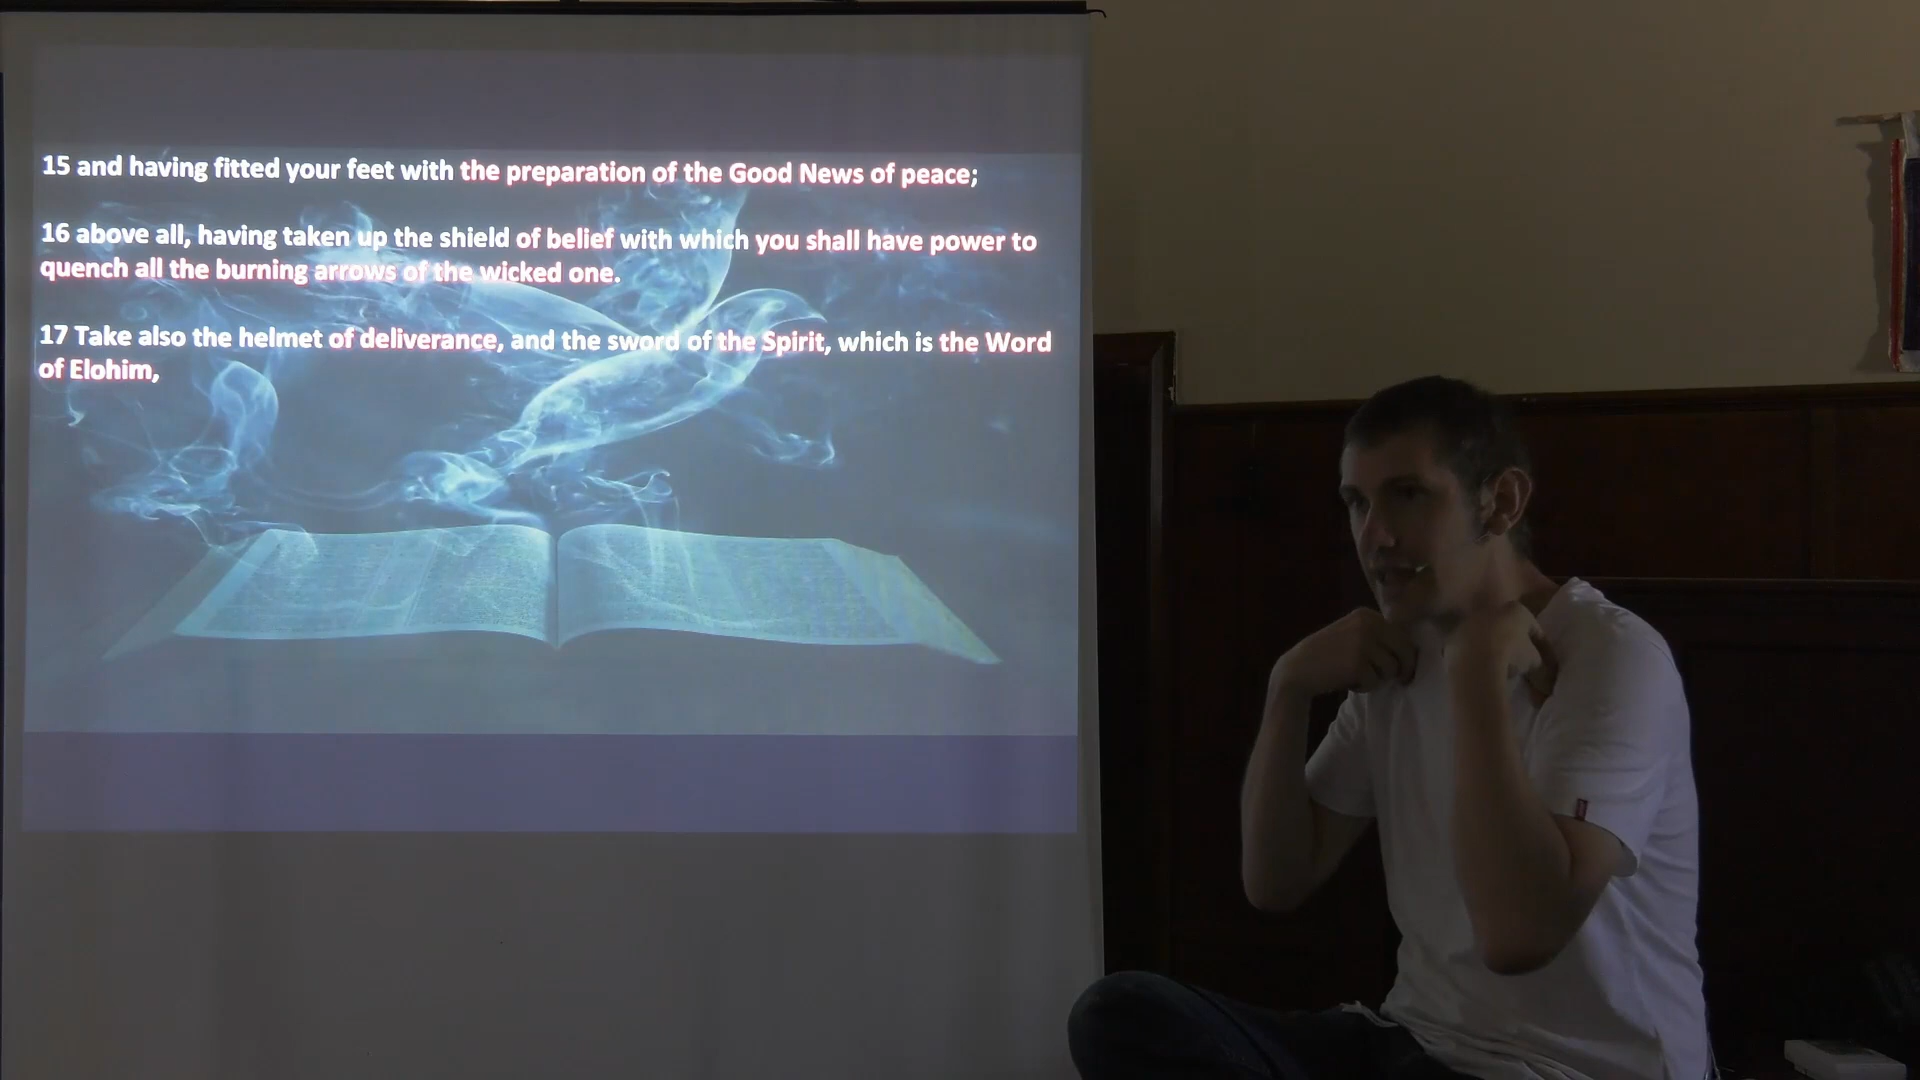 15 and having fitted your feet with the preparation of the Good News of peace;
16 above all, having taken up the shield of belief with which you shall have power to
quench all the burning arrows of the wicked one.
17 Take also the helmet of deliverance, and the sword of the Spirit, which is the Word
of Elohim,